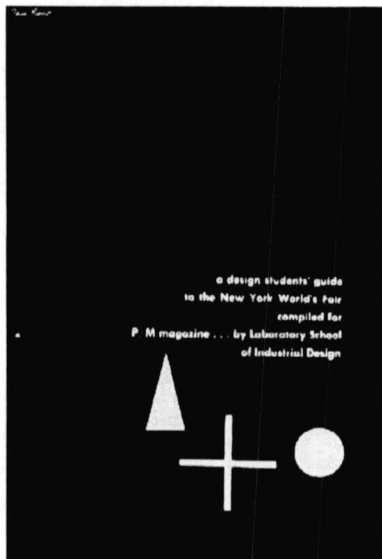 a design students' guide
to the New York World's Fair
compiled for
P M magazine . . . by Laboratory School
of Industrial Design